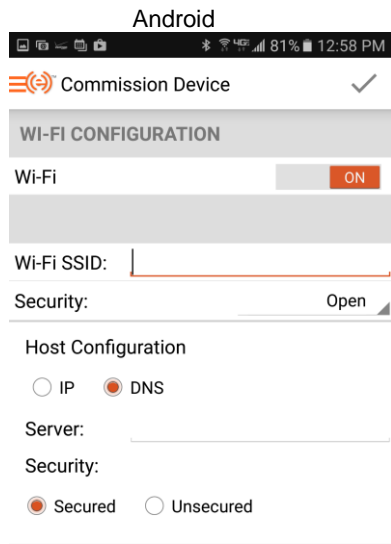 Android
4G 81% 12:58 PM
Commission Device
WI-FI CONFIGURATION
Wi-Fi ON
Wi-Fi SSID:
Security: Open
Host Configuration
IP DNS
Server:
Security:
Secured Unsecured